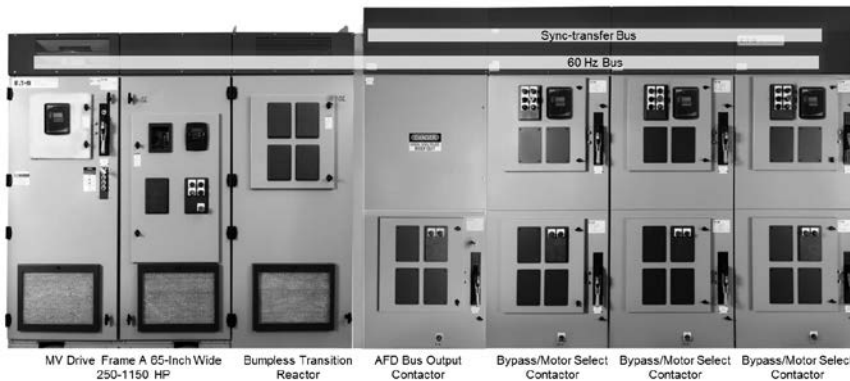 Sync-transfer Bus
60 Hz Bus
DANGER
MV Drive Frame A 65-Inch Wide
250-1150 HP
Bumpless Transition
Reactor
AFD Bus Output
Contactor
Bypass/Motor Select
Contactor
Bypass/Motor Select
Contactor
Bypass/Motor Select
Contactor